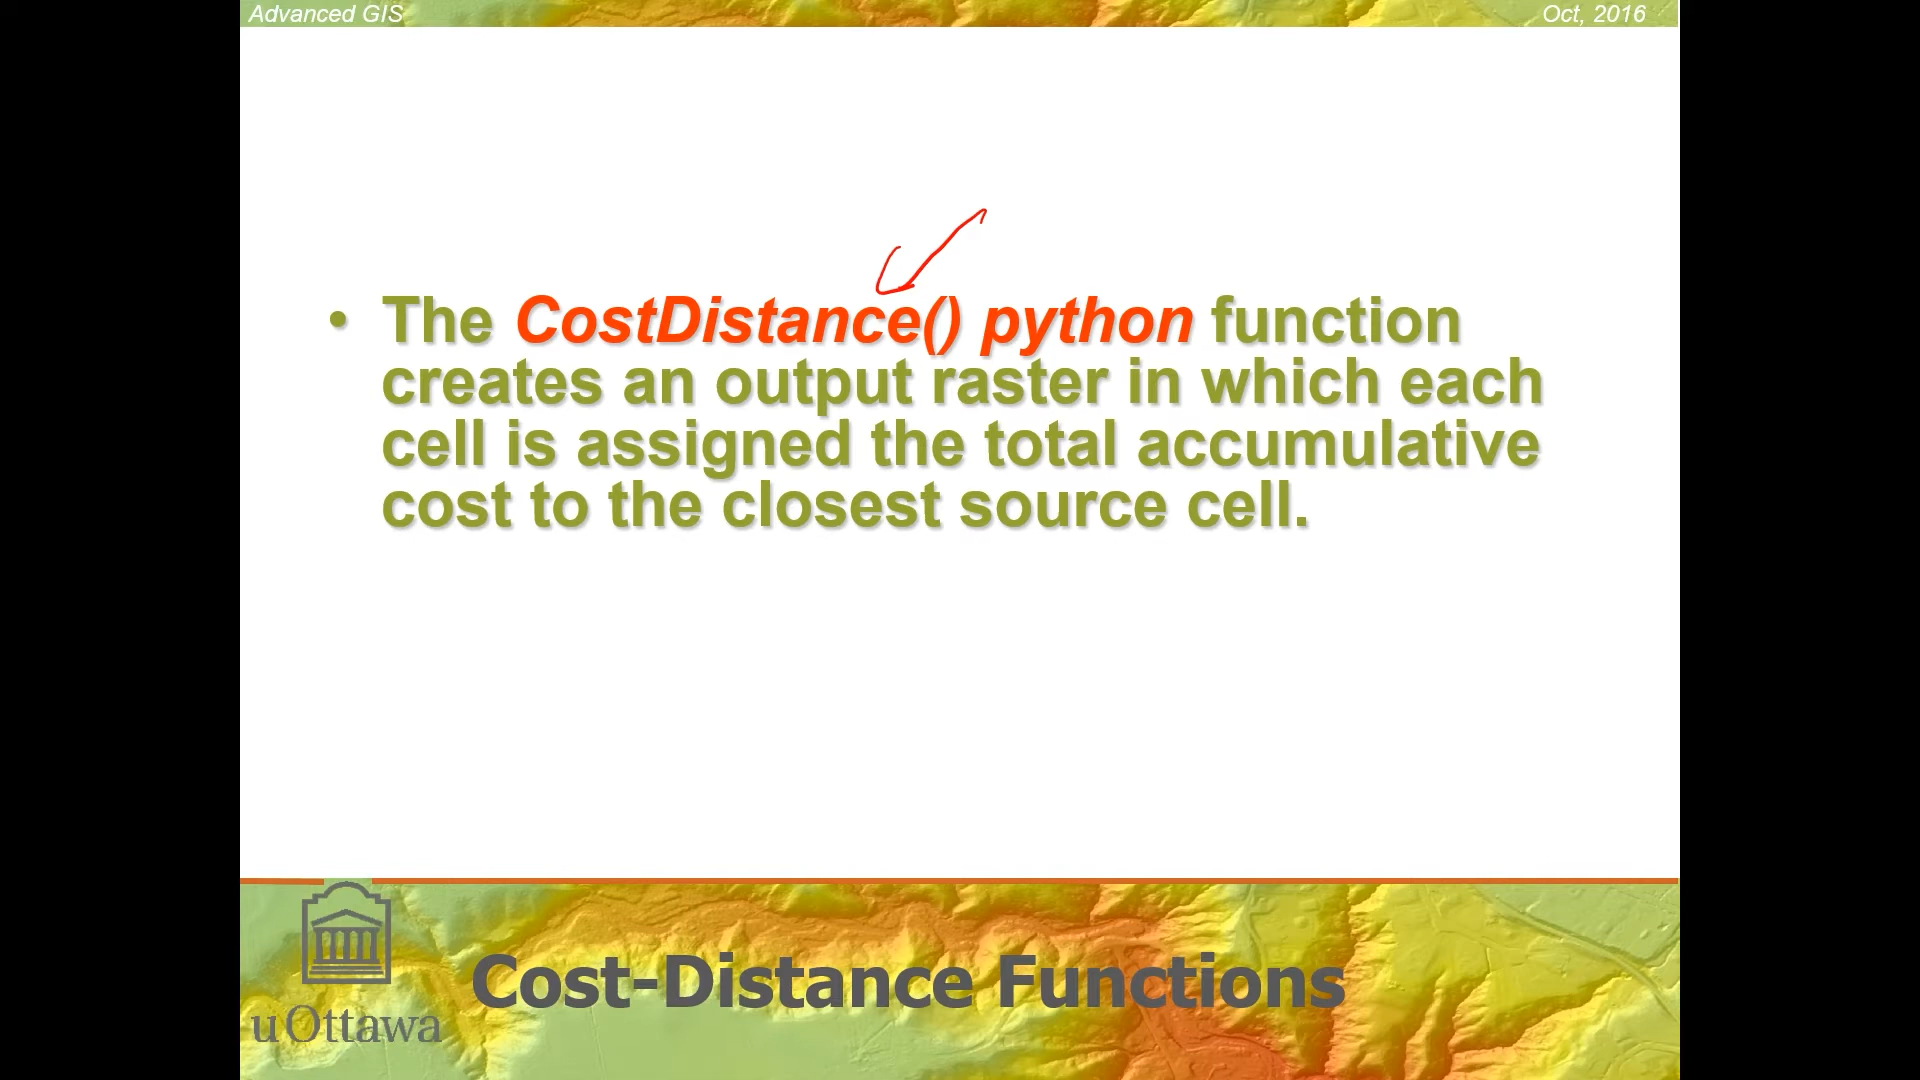 Advanced GIS
Oct, 2016
• The CostDistance() python function
creates an output raster in which each
cell is assigned the total accumulative
cost to the closest source cell.
Cost-Distance Functions
uOttawa